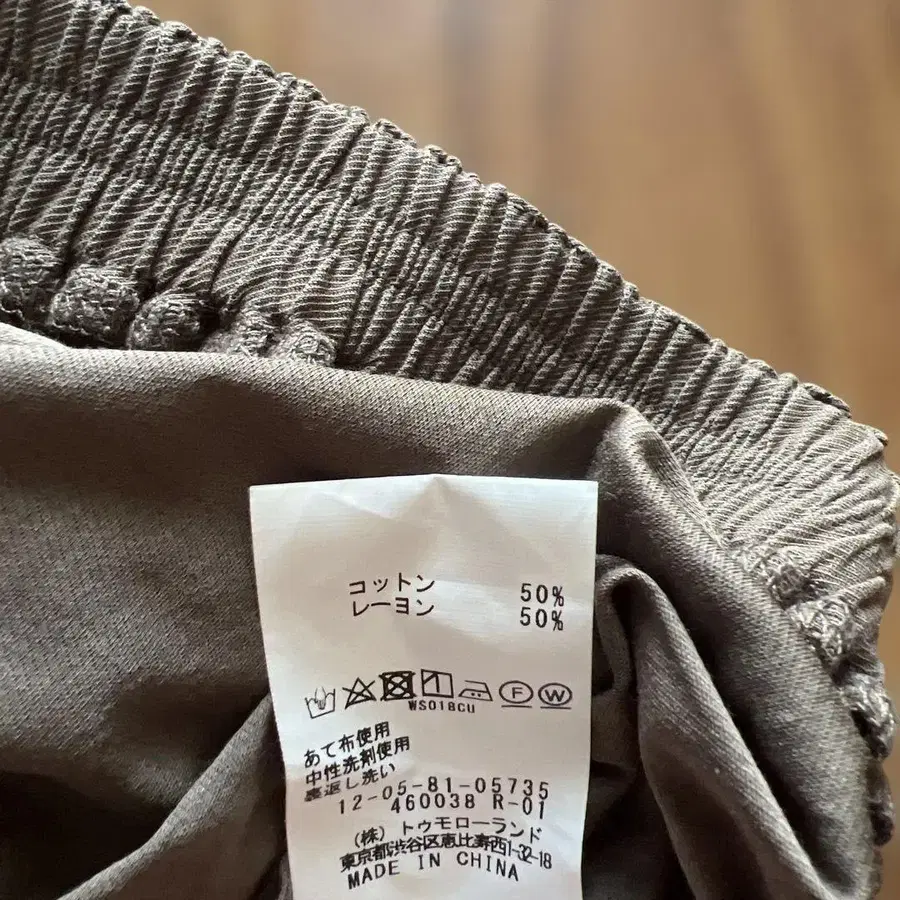 コットン 50%
レーヨン 50%
F W
WS018CU
あて布使用
中性洗剤使用
裏返し洗い
12-05-81-05735
460038 R-01
(株) トゥモローランド
東京都渋谷区恵比寿西1-32-18
MADE IN CHINA